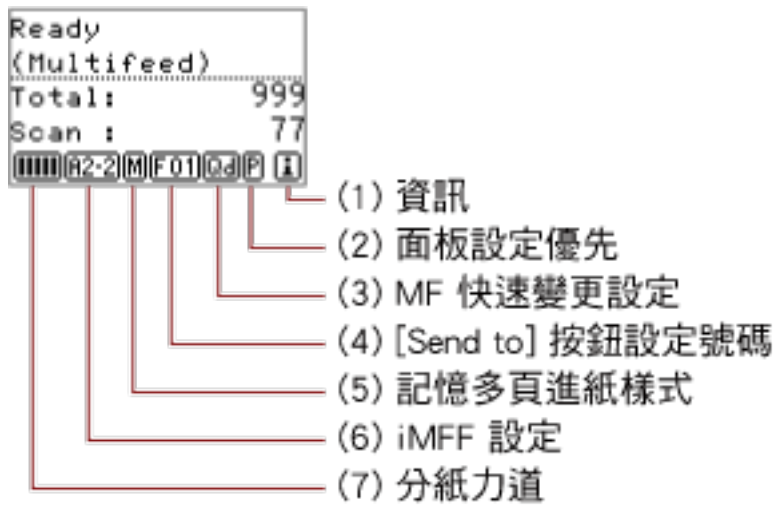 Ready
(Multifeed)
Total: 999
Scan : 77
A2-2 M F 01 Qd P i
(1) 資訊
(2) 面板設定優先
(3) MF 快速變更設定
(4) [Send to] 按鈕設定號碼
(5) 記憶多頁進紙樣式
(6) iMFF 設定
(7) 分紙力道